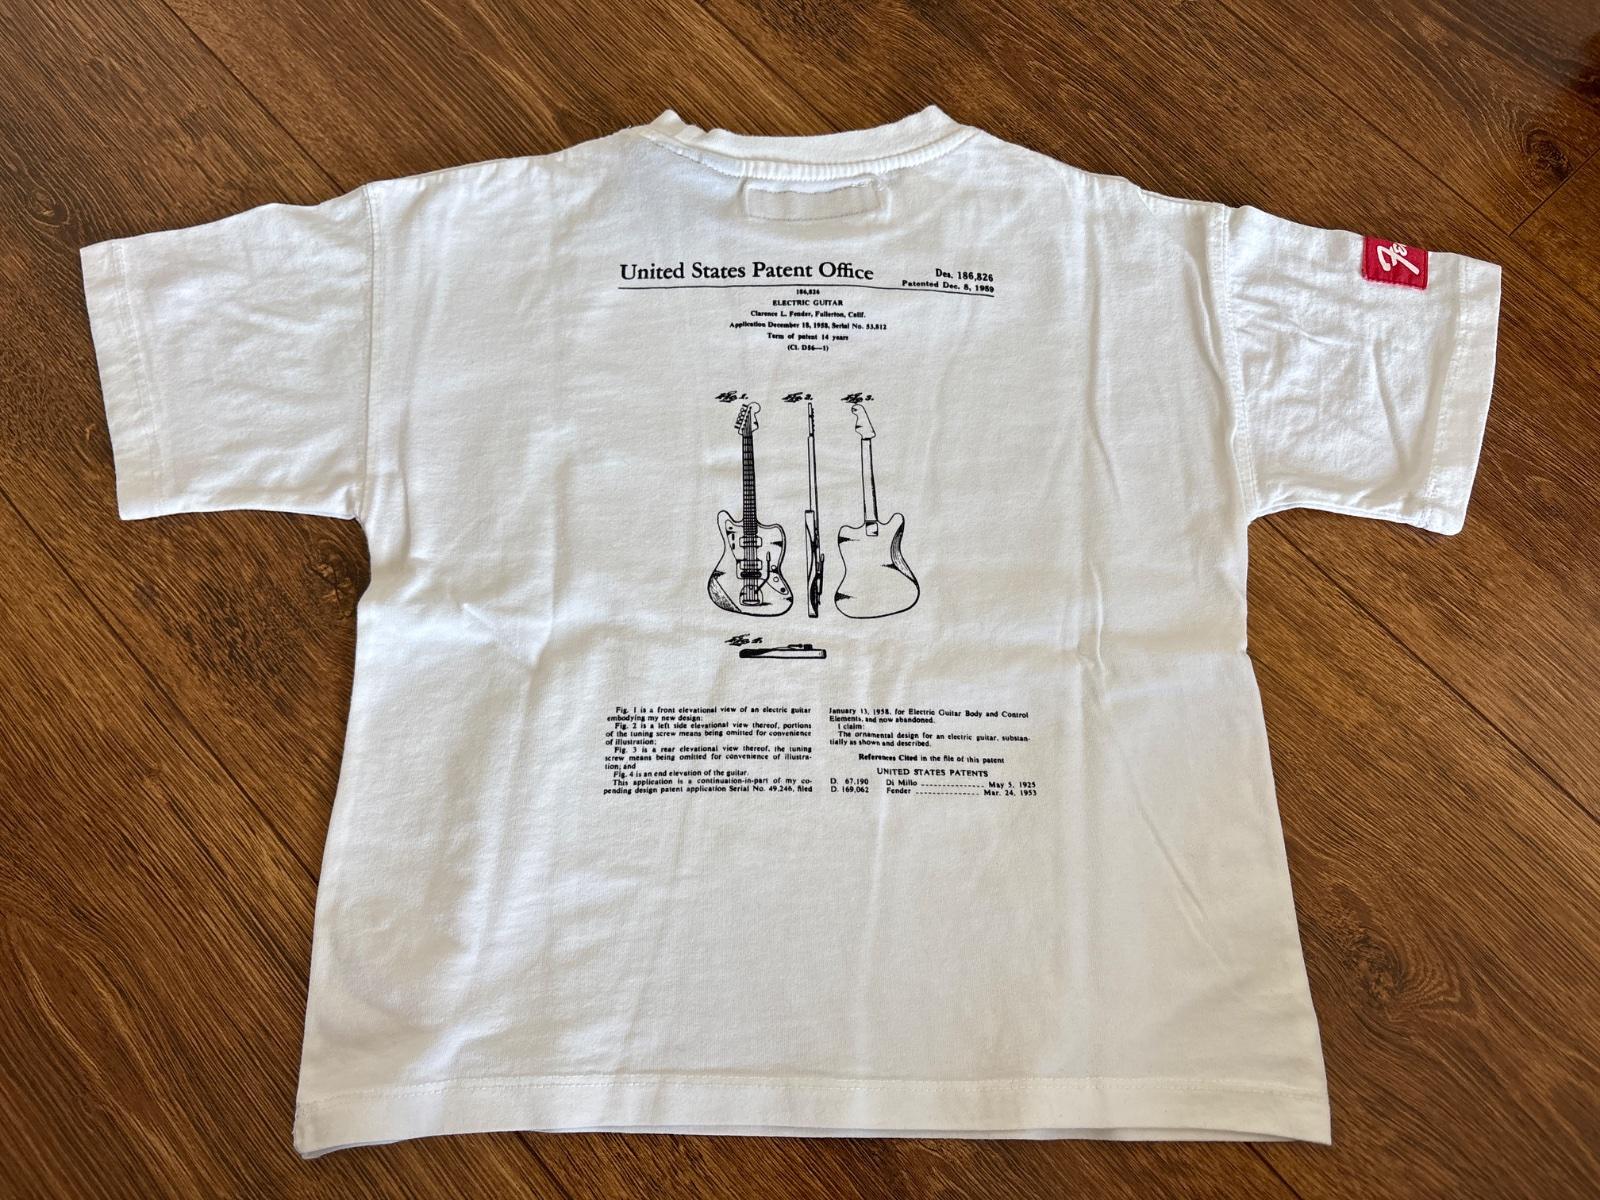 United States Patent Office
Des. 186,826
Patented Dec. 8, 1959
186,826
ELECTRIC GUITAR
Clarence L. Fender, Fullerton, Calif.
Application December 18, 1958, Serial No. 53,812
Term of patent 14 years
(Cl. D56—1)
Fig. 1.
Fig. 2.
Fig. 3.
Fig. 4.
Fig. 1 is a front elevational view of an electric guitar
embodying my new design;
Fig. 2 is a left side elevational view thereof, portions
of the tuning screw means being omitted for convenience
of illustration;
Fig. 3 is a rear elevational view thereof, the tuning
screw means being omitted for convenience of illustra-
tion; and
Fig. 4 is an end elevation of the guitar.
This application is a continuation-in-part of my co-
pending design patent application Serial No. 49,246, filed
January 13, 1958, for Electric Guitar Body and Control
Elements, and now abandoned.
I claim:
The ornamental design for an electric guitar, substan-
tially as shown and described.
References Cited in the file of this patent
UNITED STATES PATENTS
D. 67,190 Di Millo ---------------- May 5, 1925
D. 169,062 Fender ---------------- Mar. 24, 1953